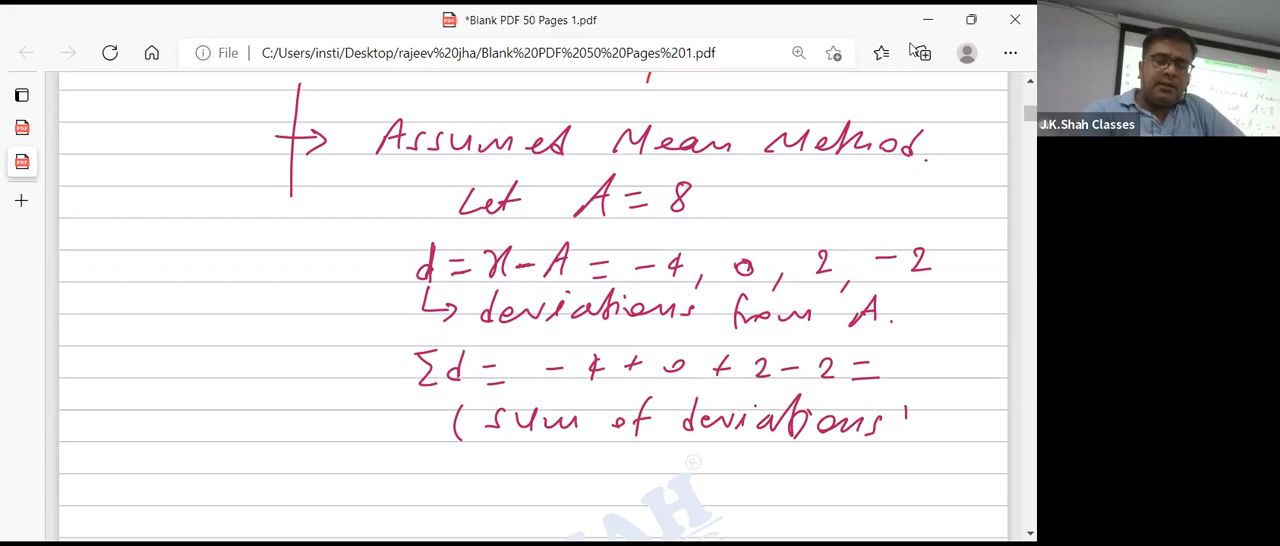 *Blank PDF 50 Pages 1.pdf
File
C:/Users/insti/Desktop/rajeev%20jha/Blank%20PDF%2050%20Pages%201.pdf
J.K.Shah Classes
Assumed Mean Method.
Let A = 8
d = x - A = -4, 0, 2, -2
↳ deviations from A.
Σd = -4 + 0 + 2 - 2 =
( sum of deviations
AH ®